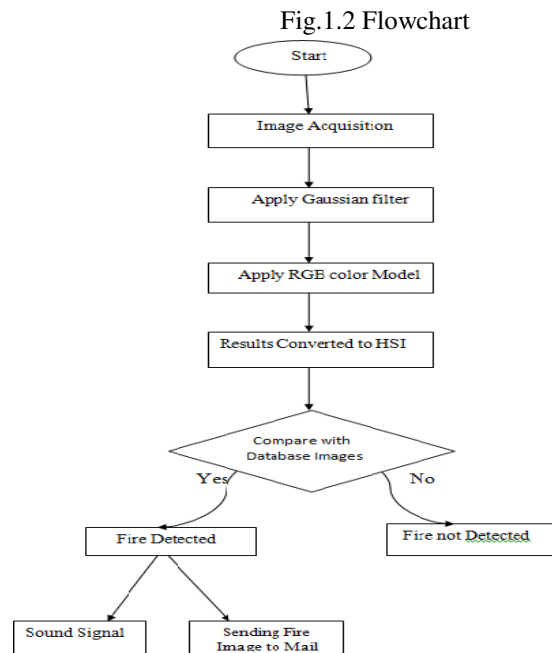 Fig.1.2 Flowchart
Start
Image Acquisition
Apply Gaussian filter
Apply RGE color Model
Results Converted to HSI
Compare with
Database Images
Yes
No
Fire Detected
Fire not Detected
Sound Signal
Sending Fire
Image to Mail